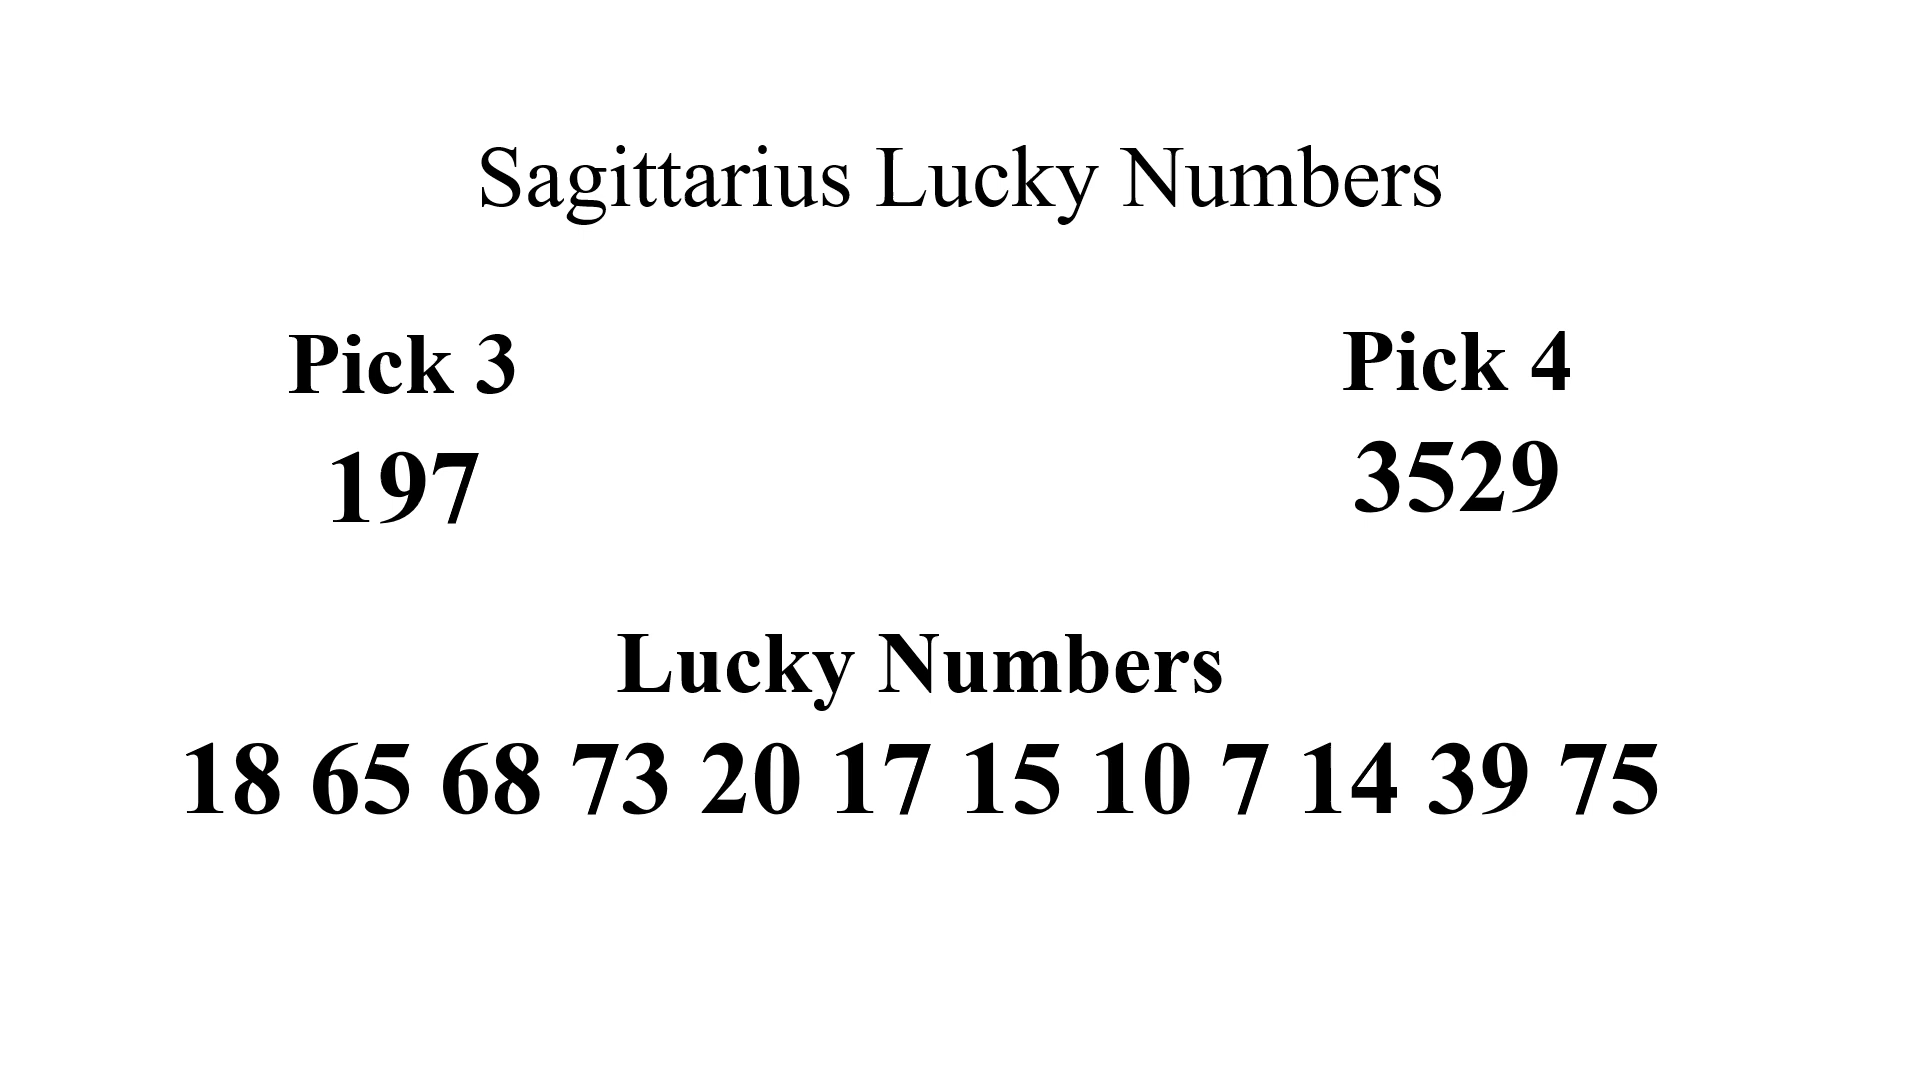 Sagittarius Lucky Numbers
Pick 3
197
Pick 4
3529
Lucky Numbers
18 65 68 73 20 17 15 10 7 14 39 75